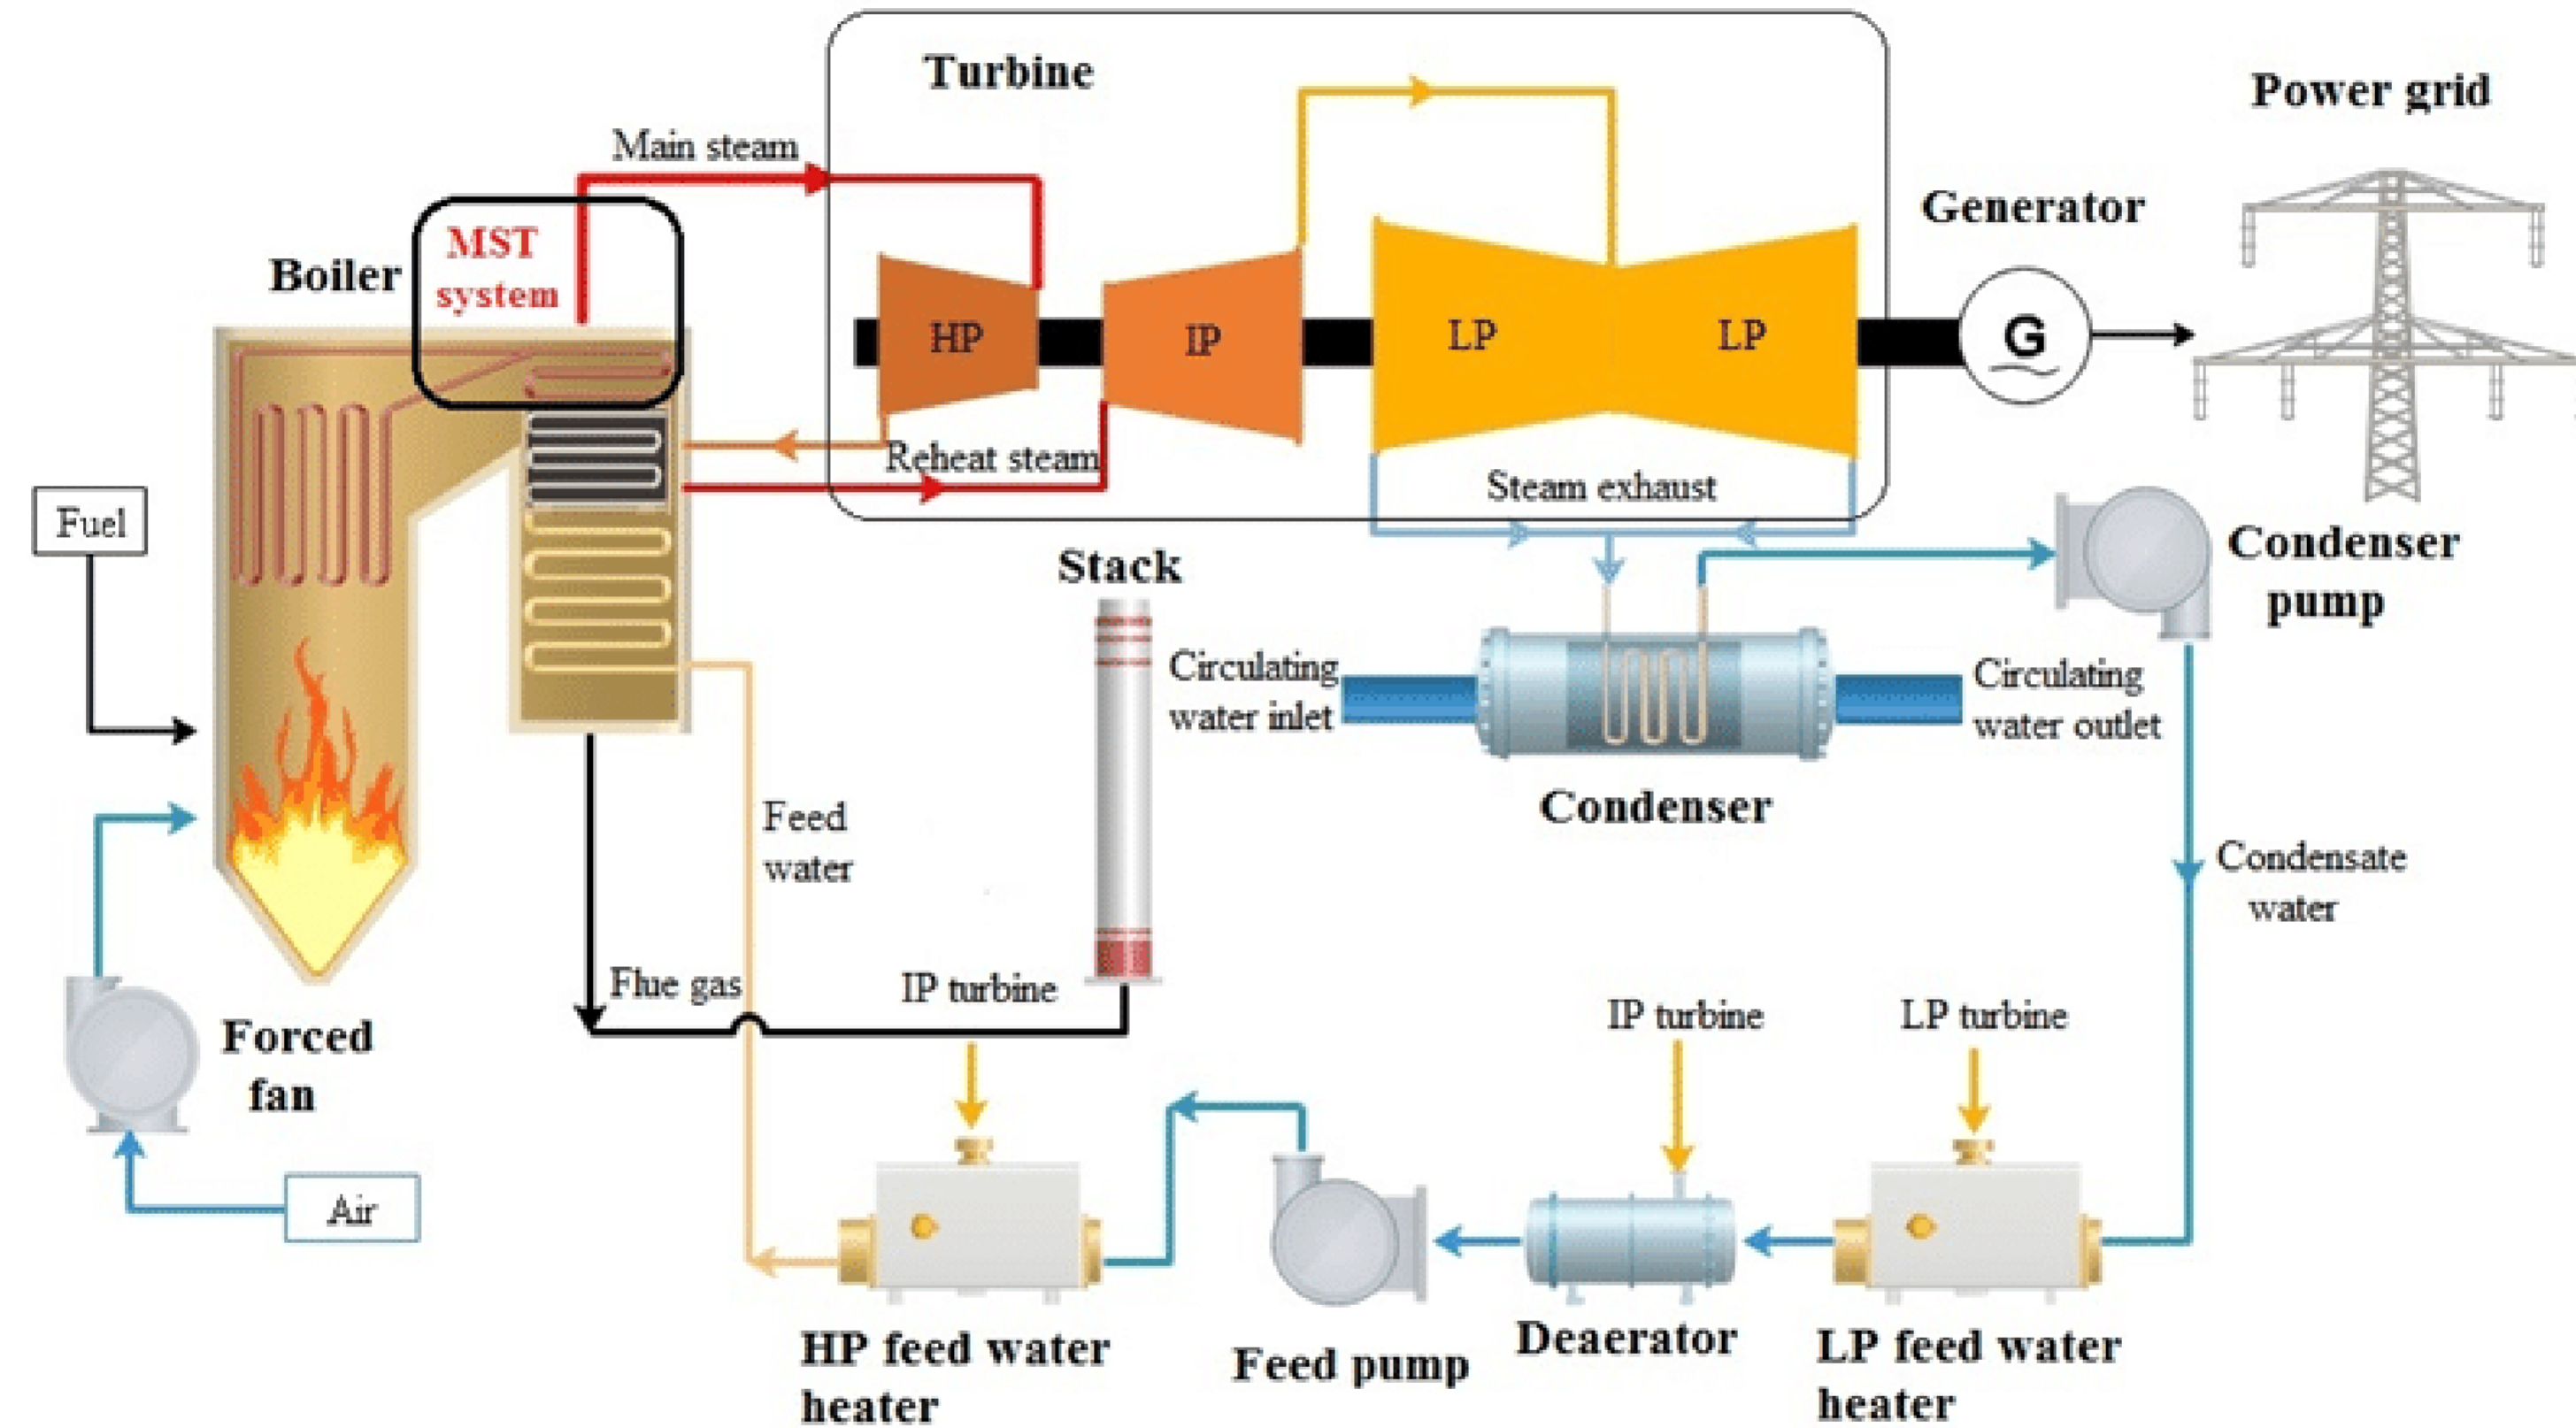 Turbine
Power grid
Main steam
Generator
MST
system
Boiler
HP
IP
LP
LP
G
Reheat steam
Steam exhaust
Fuel
Stack
Condenser
pump
Circulating
water inlet
Circulating
water outlet
Condenser
Feed
water
Condensate
water
Flue gas
IP turbine
IP turbine
LP turbine
Forced
fan
Air
HP feed water
heater
Feed pump
Deaerator
LP feed water
heater